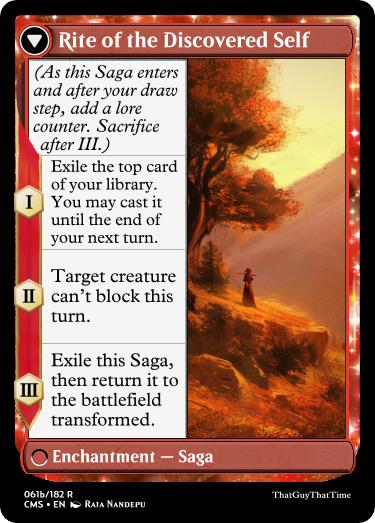 Rite of the Discovered Self
(As this Saga enters
and after your draw
step, add a lore
counter. Sacrifice
after III.)
I
Exile the top card
of your library.
You may cast it
until the end of
your next turn.
II
Target creature
can't block this
turn.
III
Exile this Saga,
then return it to
the battlefield
transformed.
Enchantment — Saga
061b/182 R
CMS • EN Raja Nandepu
ThatGuyThatTime